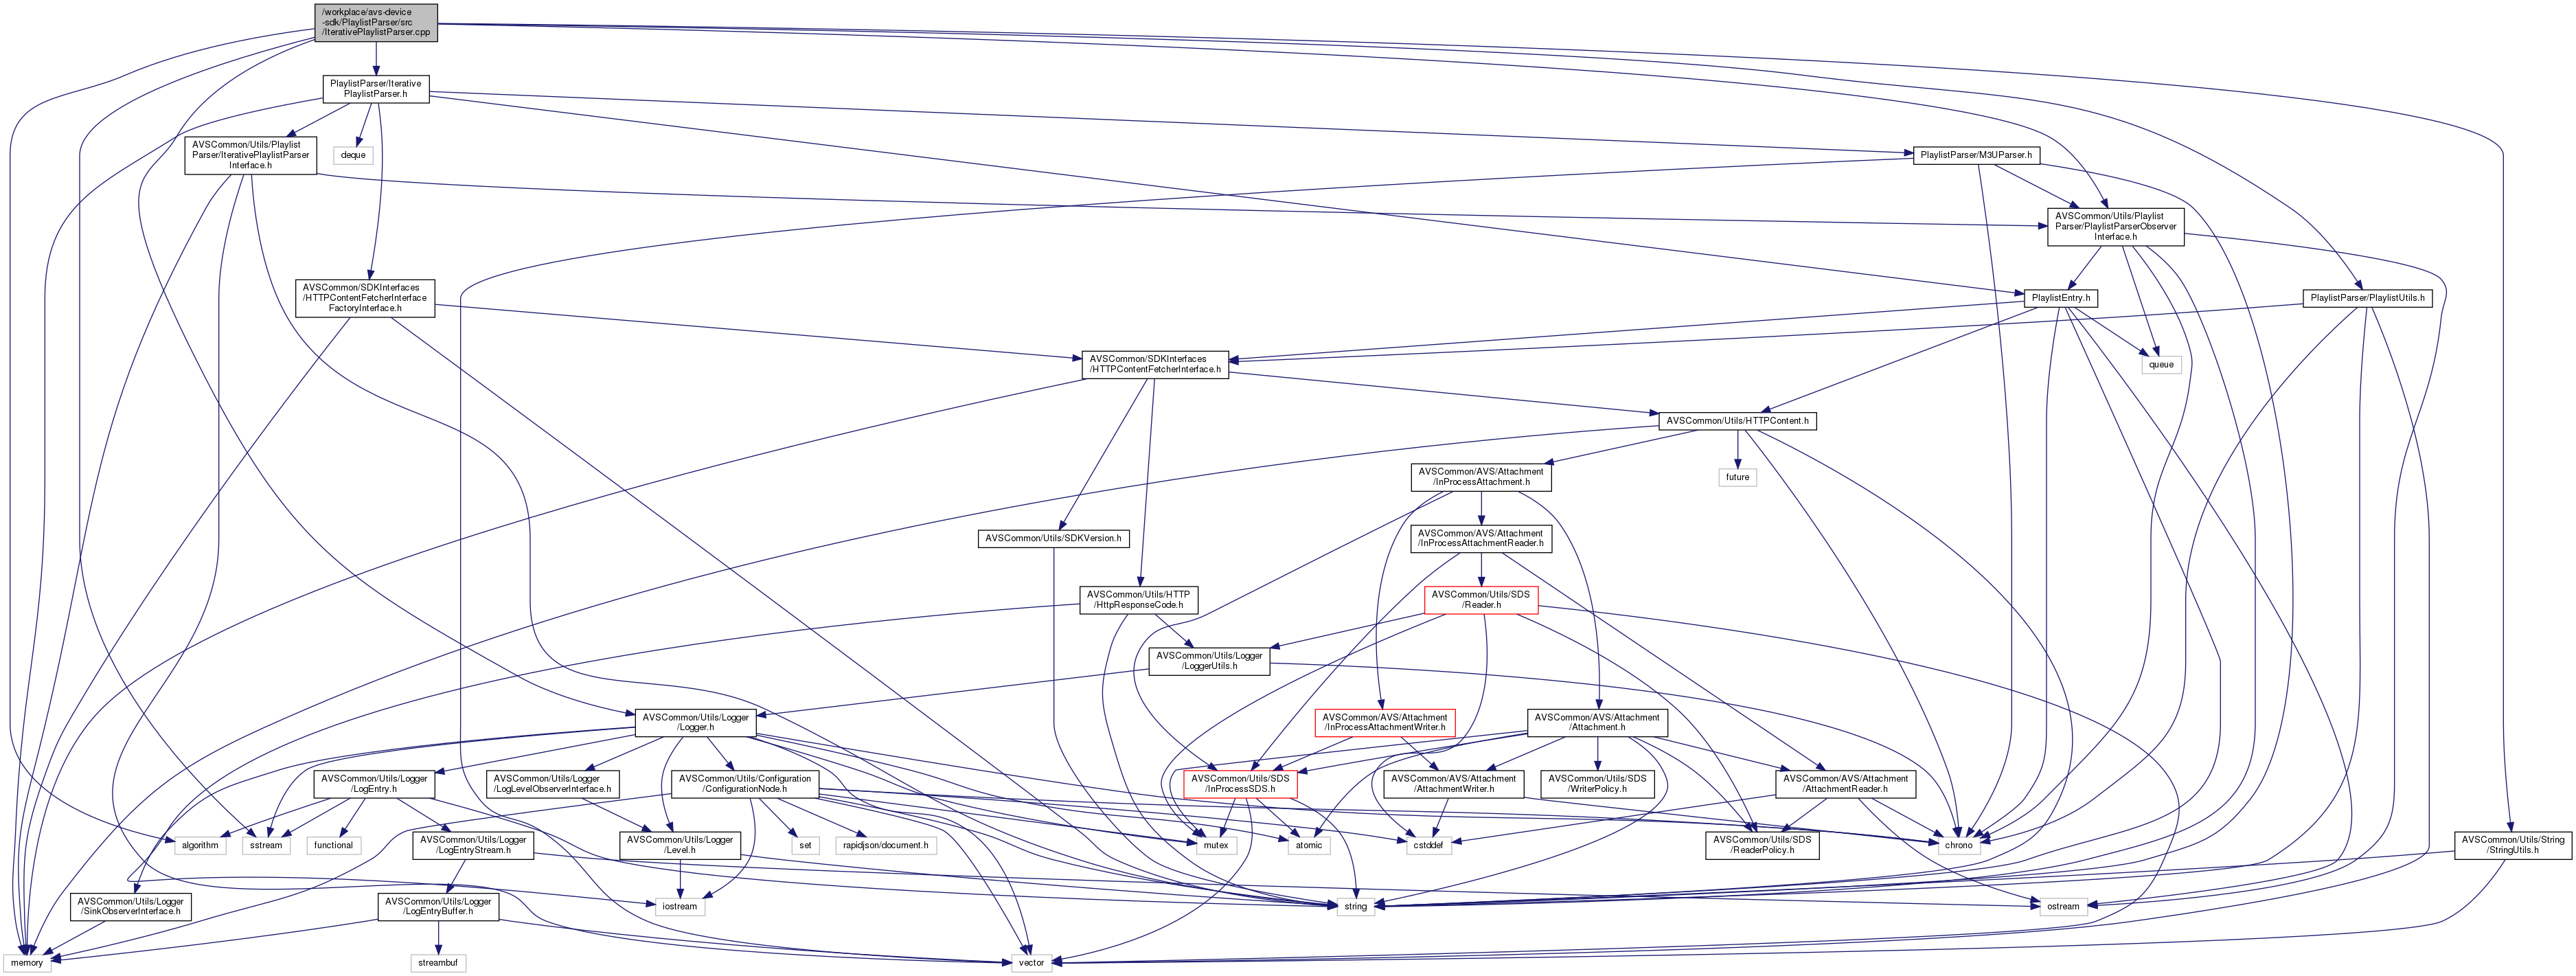 /workplace/avs-device
-sdk/PlaylistParser/src
/IterativePlaylistParser.cpp
PlaylistParser/Iterative
PlaylistParser.h
AVSCommon/Utils/Playlist
Parser/IterativePlaylistParser
Interface.h
deque
PlaylistParser/M3UParser.h
AVSCommon/Utils/Playlist
Parser/PlaylistParserObserver
Interface.h
AVSCommon/SDKInterfaces
/HTTPContentFetcherInterface
FactoryInterface.h
PlaylistEntry.h
PlaylistParser/PlaylistUtils.h
AVSCommon/SDKInterfaces
/HTTPContentFetcherInterface.h
queue
AVSCommon/Utils/HTTPContent.h
AVSCommon/AVS/Attachment
/InProcessAttachment.h
future
AVSCommon/Utils/SDKVersion.h
AVSCommon/AVS/Attachment
/InProcessAttachmentReader.h
AVSCommon/Utils/HTTP
/HttpResponseCode.h
AVSCommon/Utils/SDS
/Reader.h
AVSCommon/Utils/Logger
/LoggerUtils.h
AVSCommon/Utils/Logger
/Logger.h
AVSCommon/AVS/Attachment
/InProcessAttachmentWriter.h
AVSCommon/AVS/Attachment
/Attachment.h
AVSCommon/Utils/Logger
/LogEntry.h
AVSCommon/Utils/Logger
/LogLevelObserverInterface.h
AVSCommon/Utils/Configuration
/ConfigurationNode.h
AVSCommon/Utils/SDS
/InProcessSDS.h
AVSCommon/AVS/Attachment
/AttachmentWriter.h
AVSCommon/Utils/SDS
/WriterPolicy.h
AVSCommon/AVS/Attachment
/AttachmentReader.h
algorithm
sstream
functional
AVSCommon/Utils/Logger
/LogEntryStream.h
AVSCommon/Utils/Logger
/Level.h
set
rapidjson/document.h
mutex
atomic
cstddef
AVSCommon/Utils/SDS
/ReaderPolicy.h
chrono
AVSCommon/Utils/String
/StringUtils.h
AVSCommon/Utils/Logger
/SinkObserverInterface.h
AVSCommon/Utils/Logger
/LogEntryBuffer.h
iostream
string
ostream
memory
streambuf
vector